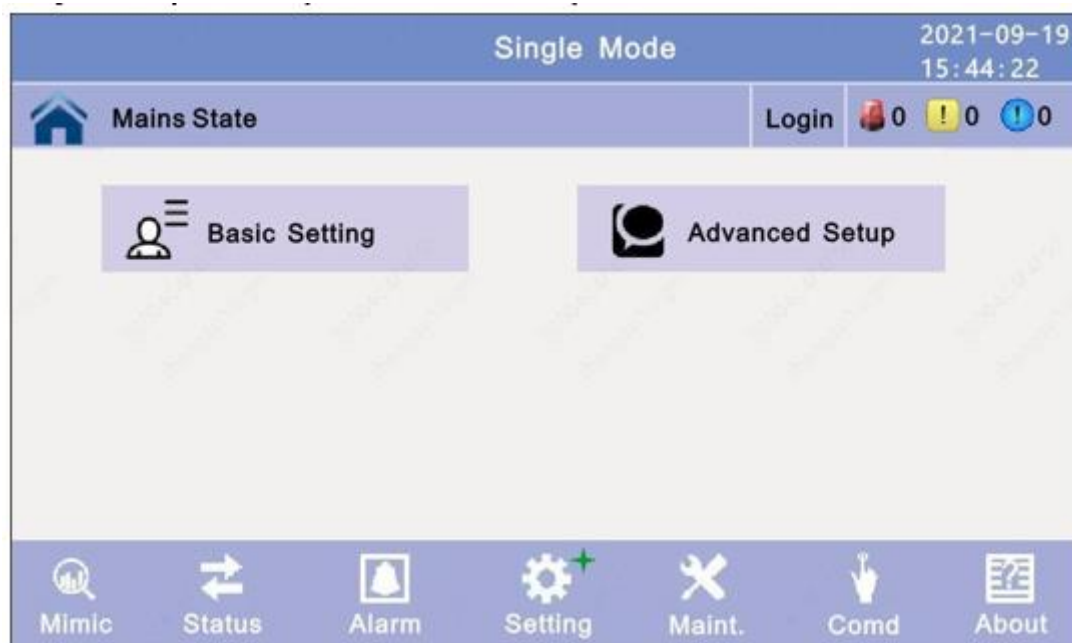 Single Mode
2021-09-19
15:44:22
Mains State
Login
0
! 0
! 0
Basic Setting
Advanced Setup
Mimic
Status
Alarm
Setting
Maint.
Comd
About